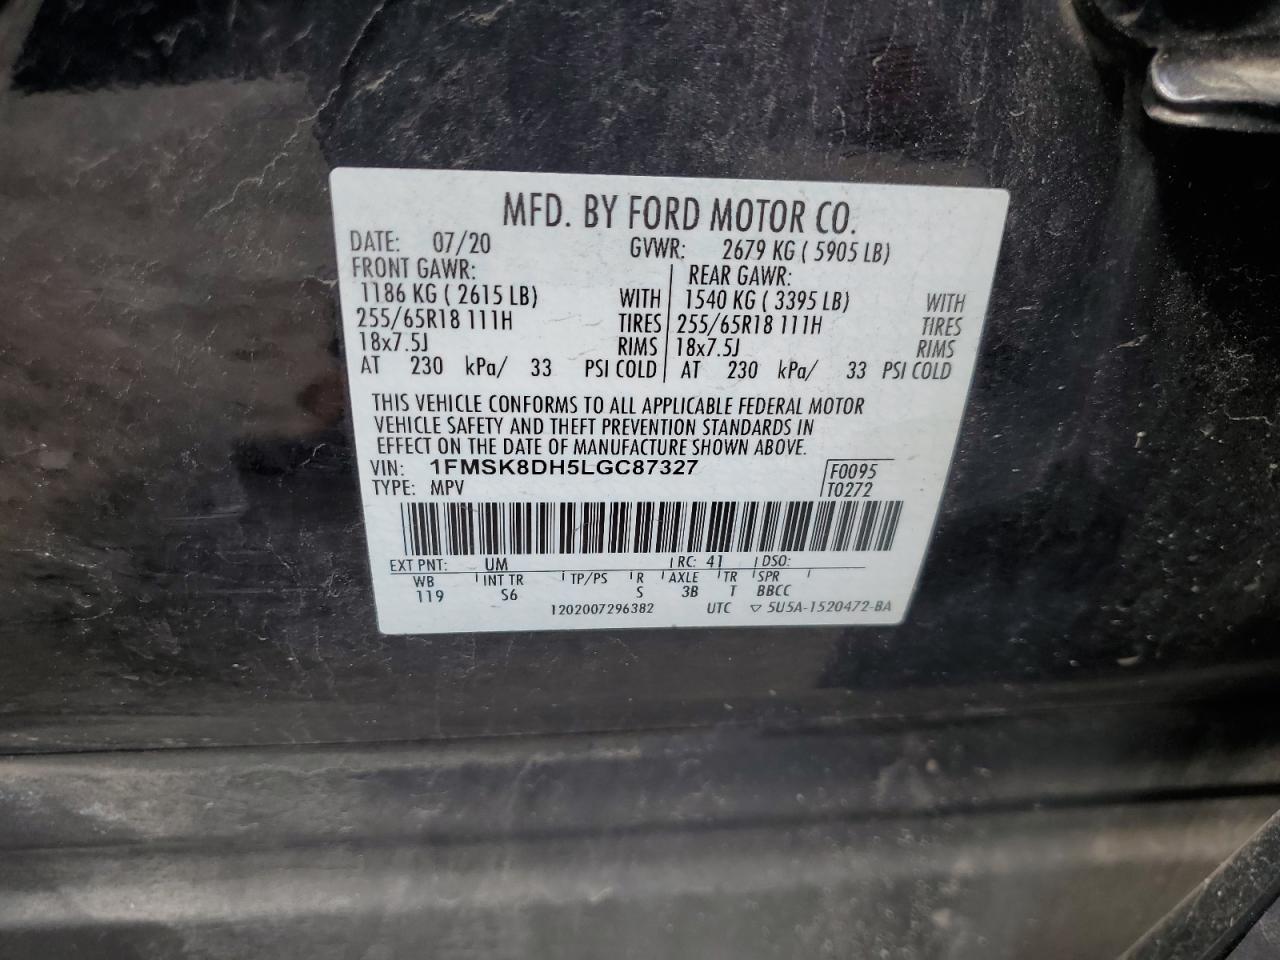 MFD. BY FORD MOTOR CO.
DATE: 07/20 GVWR: 2679 KG ( 5905 LB)
FRONT GAWR: REAR GAWR:
1186 KG ( 2615 LB) WITH 1540 KG ( 3395 LB) WITH
255/65R18 111H TIRES 255/65R18 111H TIRES
18x7.5J RIMS 18x7.5J RIMS
AT 230 kPa/ 33 PSI COLD AT 230 kPa/ 33 PSI COLD
THIS VEHICLE CONFORMS TO ALL APPLICABLE FEDERAL MOTOR
VEHICLE SAFETY AND THEFT PREVENTION STANDARDS IN
EFFECT ON THE DATE OF MANUFACTURE SHOWN ABOVE.
VIN: 1FMSK8DH5LGC87327 F0095
TYPE: MPV T0272
EXT PNT: UM RC: 41 DSO:
WB INT TR TP/PS R AXLE TR SPR
119 S6 S 3B T BBCC
1202007296382 UTC ▽ 5U5A-1520472-BA